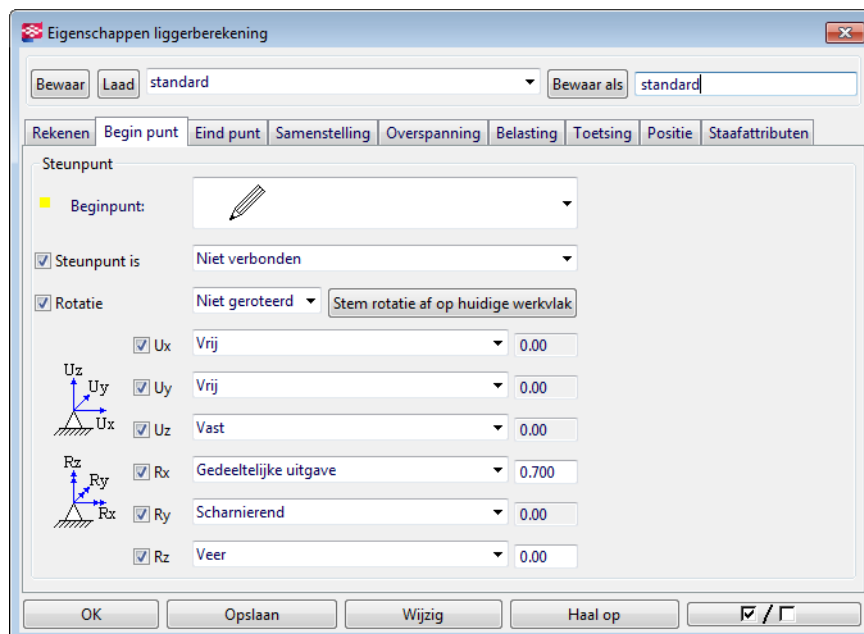 Eigenschappen liggerberekening
Bewaar Laad standard Bewaar als standard
Rekenen Begin punt Eind punt Samenstelling Overspanning Belasting Toetsing Positie Staafattributen
Steunpunt
Beginpunt:
Steunpunt is Niet verbonden
Rotatie Niet geroteerd Stem rotatie af op huidige werkvlak
Ux Vrij 0.00
Uz
Uy
Ux
Uy Vrij 0.00
Uz Vast 0.00
Rz
Ry
Rx
Rx Gedeeltelijke uitgave 0.700
Ry Scharnierend 0.00
Rz Veer 0.00
OK Opslaan Wijzig Haal op /